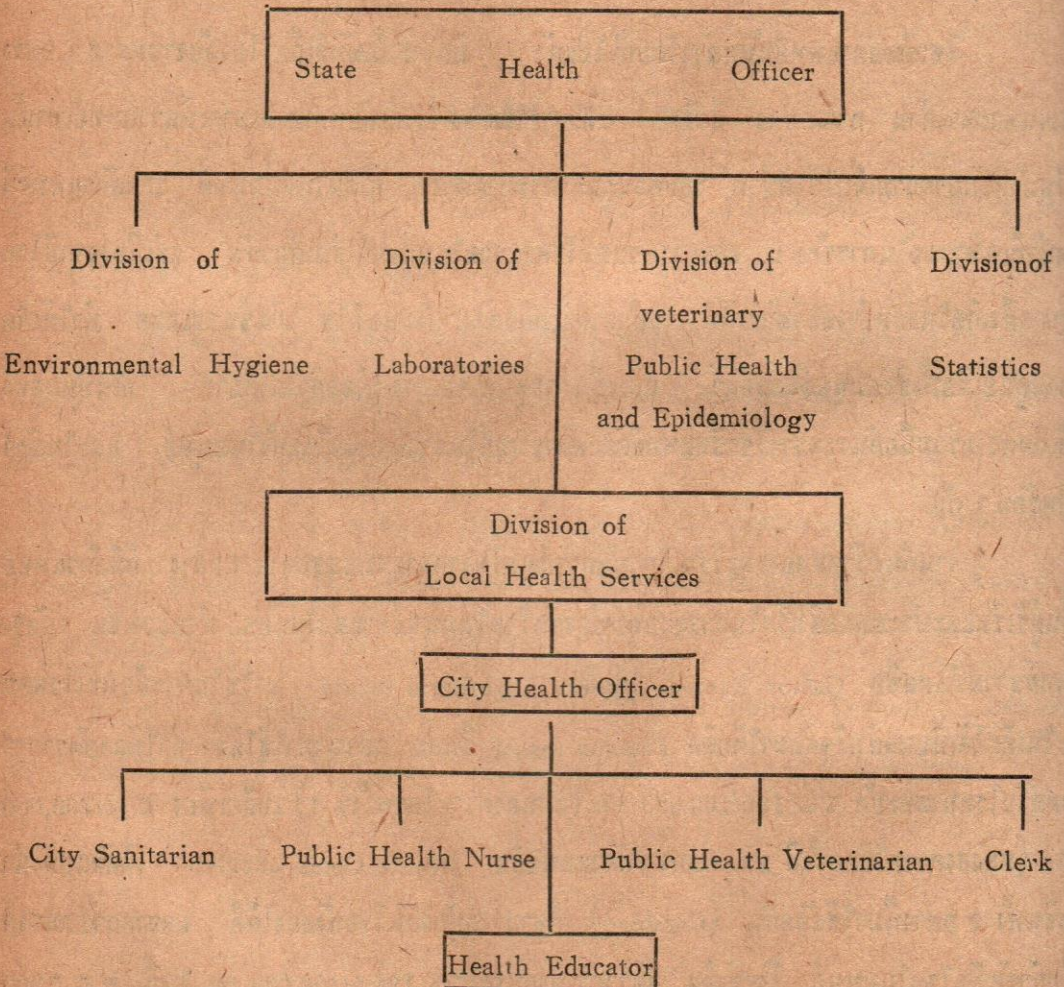 State Health Officer
Division of
Environmental Hygiene
Division of
Laboratories
Division of
veterinary
Public Health
and Epidemiology
Divisionof
Statistics
Division of
Local Health Services
City Health Officer
City Sanitarian
Public Health Nurse
Public Health Veterinarian
Clerk
Health Educator